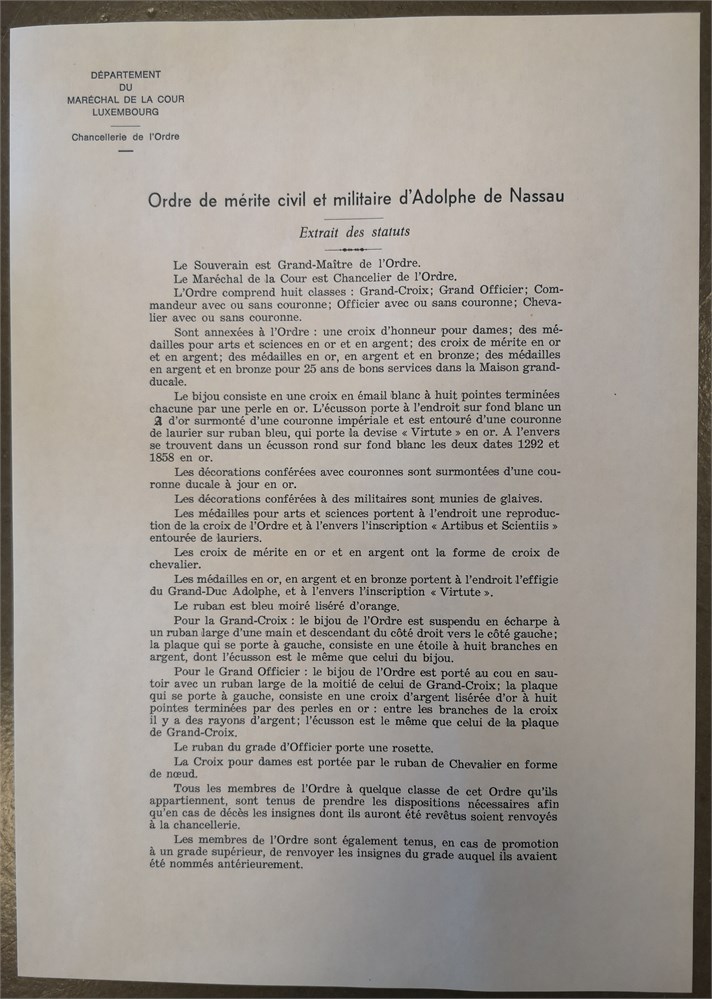 DÉPARTEMENT
DU
MARÉCHAL DE LA COUR
LUXEMBOURG
Chancellerie de l'Ordre
Ordre de mérite civil et militaire d'Adolphe de Nassau
Extrait des statuts
Le Souverain est Grand-Maître de l'Ordre.
Le Maréchal de la Cour est Chancelier de l'Ordre.
L'Ordre comprend huit classes : Grand-Croix; Grand Officier; Com-
mandeur avec ou sans couronne; Officier avec ou sans couronne; Cheva-
lier avec ou sans couronne.
Sont annexées à l'Ordre : une croix d'honneur pour dames; des mé-
dailles pour arts et sciences en or et en argent; des croix de mérite en or
et en argent; des médailles en or, en argent et en bronze; des médailles
en argent et en bronze pour 25 ans de bons services dans la Maison grand-
ducale.
Le bijou consiste en une croix en émail blanc à huit pointes terminées
chacune par une perle en or. L'écusson porte à l'endroit sur fond blanc un
A d'or surmonté d'une couronne impériale et est entouré d'une couronne
de laurier sur ruban bleu, qui porte la devise « Virtute » en or. A l'envers
se trouvent dans un écusson rond sur fond blanc les deux dates 1292 et
1858 en or.
Les décorations conférées avec couronnes sont surmontées d'une cou-
ronne ducale à jour en or.
Les décorations conférées à des militaires sont munies de glaives.
Les médailles pour arts et sciences portent à l'endroit une reproduc-
tion de la croix de l'Ordre et à l'envers l'inscription « Artibus et Scientiis »
entourée de lauriers.
Les croix de mérite en or et en argent ont la forme de croix de
chevalier.
Les médailles en or, en argent et en bronze portent à l'endroit l'effigie
du Grand-Duc Adolphe, et à l'envers l'inscription « Virtute ».
Le ruban est bleu moiré liséré d'orange.
Pour la Grand-Croix : le bijou de l'Ordre est suspendu en écharpe à
un ruban large d'une main et descendant du côté droit vers le côté gauche;
la plaque qui se porte à gauche, consiste en une étoile à huit branches en
argent, dont l'écusson est le même que celui du bijou.
Pour le Grand Officier : le bijou de l'Ordre est porté au cou en sau-
toir avec un ruban large de la moitié de celui de Grand-Croix; la plaque
qui se porte à gauche, consiste en une croix d'argent lisérée d'or à huit
pointes terminées par des perles en or : entre les branches de la croix
il y a des rayons d'argent; l'écusson est le même que celui de la plaque
de Grand-Croix.
Le ruban du grade d'Officier porte une rosette.
La Croix pour dames est portée par le ruban de Chevalier en forme
de nœud.
Tous les membres de l'Ordre à quelque classe de cet Ordre qu'ils
appartiennent, sont tenus de prendre les dispositions nécessaires afin
qu'en cas de décès les insignes dont ils auront été revêtus soient renvoyés
à la chancellerie.
Les membres de l'Ordre sont également tenus, en cas de promotion
à un grade supérieur, de renvoyer les insignes du grade auquel ils avaient
été nommés antérieurement.